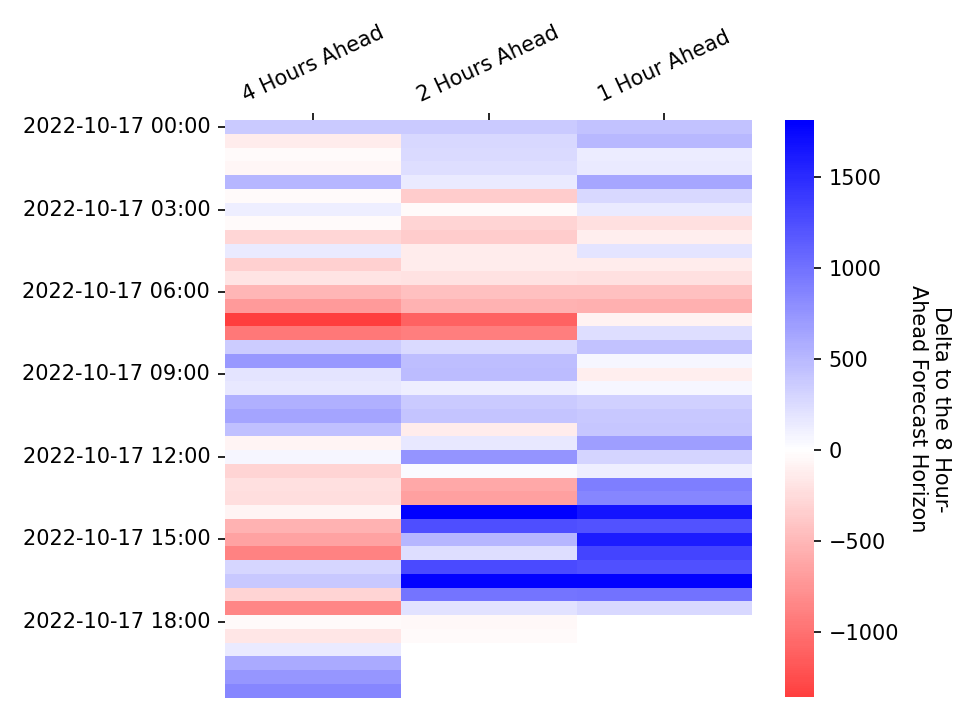 4 Hours Ahead
2 Hours Ahead
1 Hour Ahead
2022-10-17 00:00
2022-10-17 03:00
2022-10-17 06:00
2022-10-17 09:00
2022-10-17 12:00
2022-10-17 15:00
2022-10-17 18:00
1500
1000
500
0
−500
−1000
Delta to the 8 Hour-
Ahead Forecast Horizon